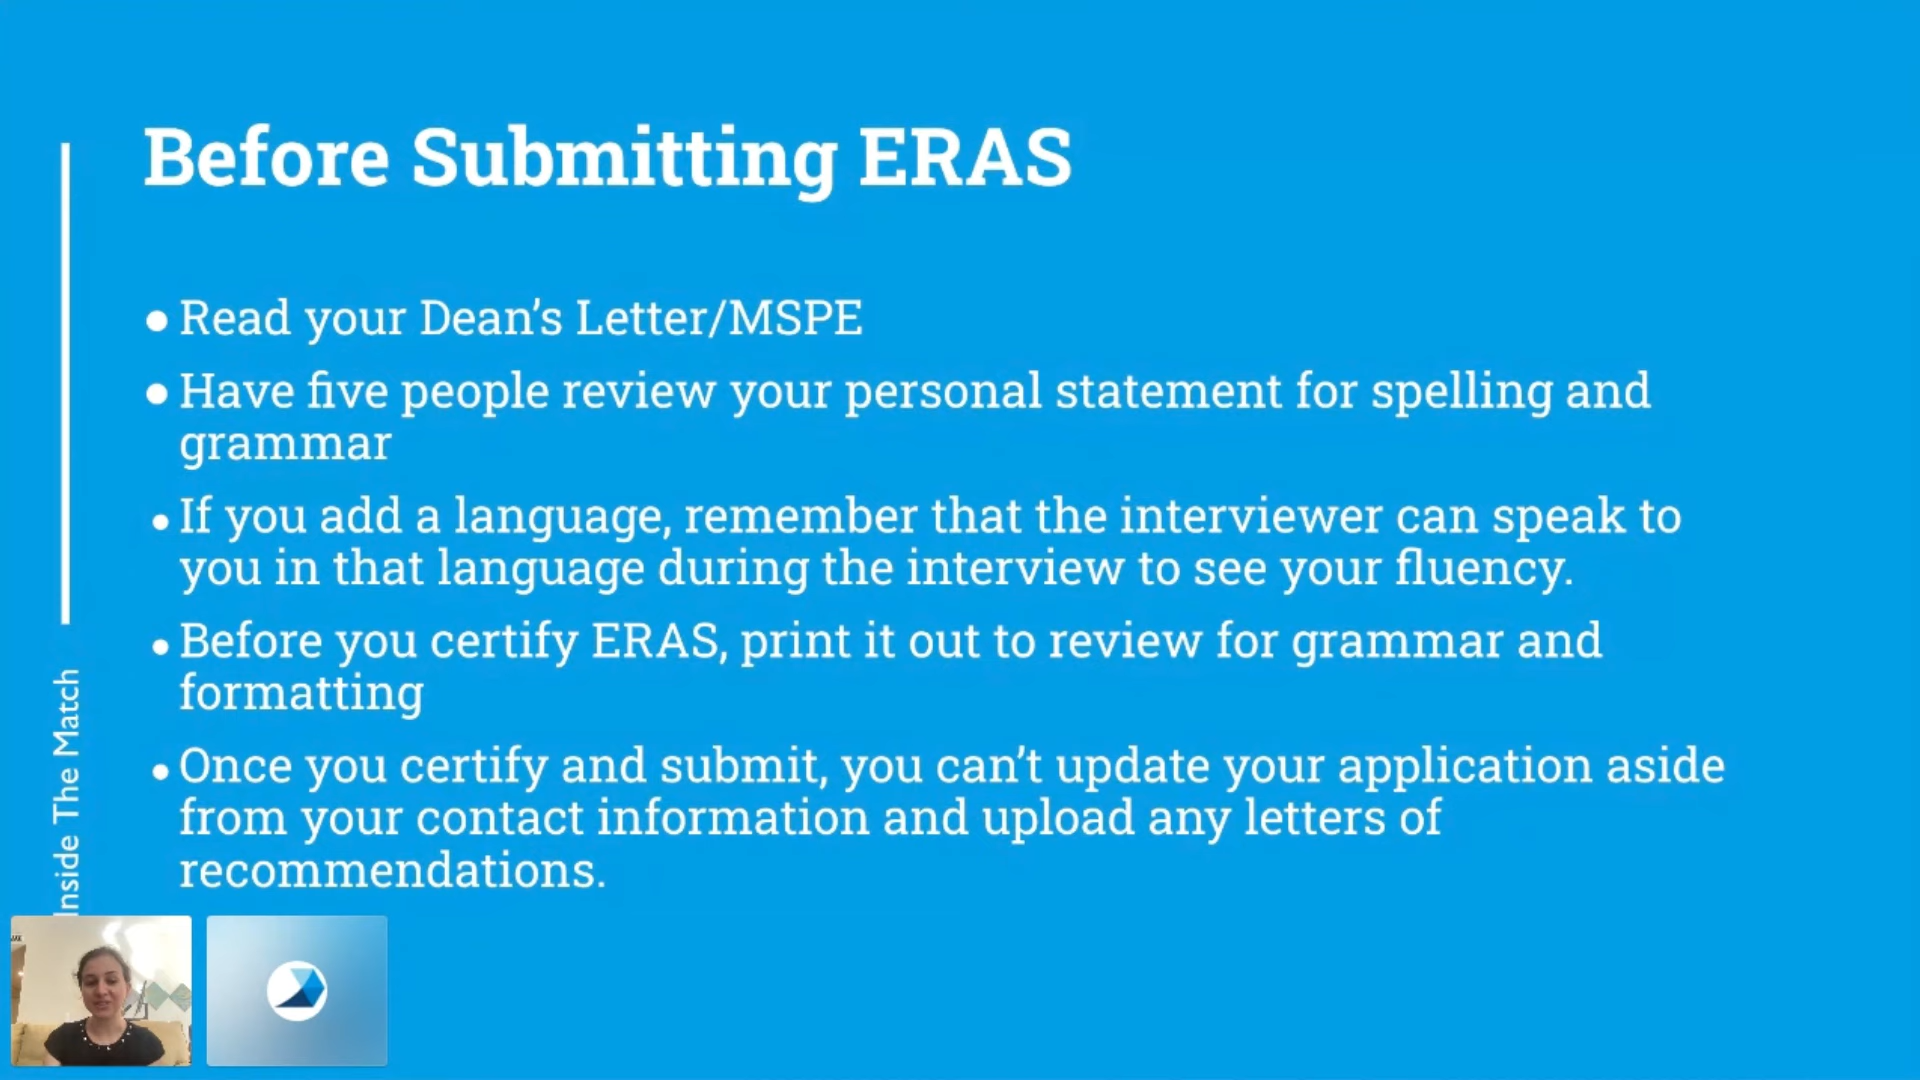 Before Submitting ERAS
● Read your Dean's Letter/MSPE
● Have five people review your personal statement for spelling and
grammar
● If you add a language, remember that the interviewer can speak to
you in that language during the interview to see your fluency.
● Before you certify ERAS, print it out to review for grammar and
formatting
● Once you certify and submit, you can't update your application aside
from your contact information and upload any letters of
recommendations.
Inside The Match